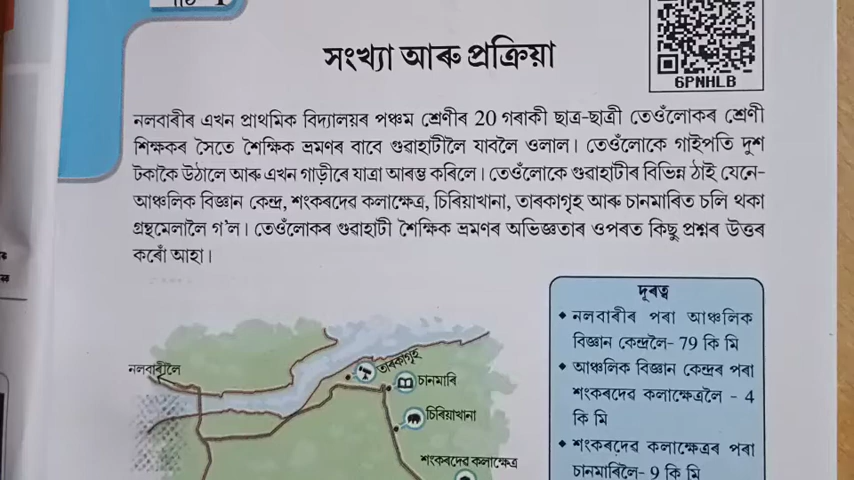 সংখ্যা আৰু প্ৰক্ৰিয়া
6PNHLB
নলবাৰীৰ এখন প্ৰাথমিক বিদ্যালয়ৰ পঞ্চম শ্ৰেণীৰ 20 গৰাকী ছাত্ৰ-ছাত্ৰী তেওঁলোকৰ শ্ৰেণী
শিক্ষকৰ সৈতে শৈক্ষিক ভ্ৰমণৰ বাবে গুৱাহাটীলৈ যাবলৈ ওলাল। তেওঁলোকে গাইপতি দুশ
টকাকৈ উঠালে আৰু এখন গাড়ীৰে যাত্ৰা আৰম্ভ কৰিলে। তেওঁলোকে গুৱাহাটীৰ বিভিন্ন ঠাই যেনে-
আঞ্চলিক বিজ্ঞান কেন্দ্ৰ, শংকৰদেৱ কলাক্ষেত্ৰ, চিৰিয়াখানা, তাৰকাগৃহ আৰু চানমাৰিত চলি থকা
গ্ৰন্থমেলালৈ গ'ল। তেওঁলোকৰ গুৱাহাটী শৈক্ষিক ভ্ৰমণৰ অভিজ্ঞতাৰ ওপৰত কিছু প্ৰশ্নৰ উত্তৰ
কৰোঁ আহা।
নলবাৰীলৈ
তাৰকাগৃহ
চানমাৰি
চিৰিয়াখানা
শংকৰদেৱ কলাক্ষেত্ৰ
দূৰত্ব
◆ নলবাৰীৰ পৰা আঞ্চলিক
বিজ্ঞান কেন্দ্ৰলৈ- 79 কি মি
◆ আঞ্চলিক বিজ্ঞান কেন্দ্ৰৰ পৰা
শংকৰদেৱ কলাক্ষেত্ৰলৈ - 4
কি মি
◆ শংকৰদেৱ কলাক্ষেত্ৰৰ পৰা
চানমাৰিলৈ- 9 কি মি